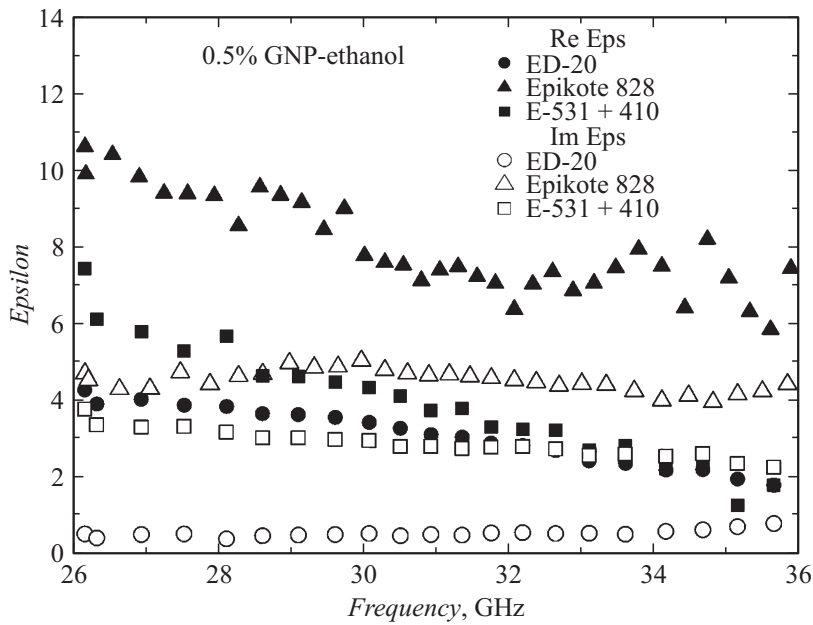 14
12
10
8
6
4
2
0
Epsilon
0.5% GNP-ethanol
Re Eps
ED-20
Epikote 828
E-531 + 410
Im Eps
ED-20
Epikote 828
E-531 + 410
26 28 30 32 34 36
Frequency, GHz